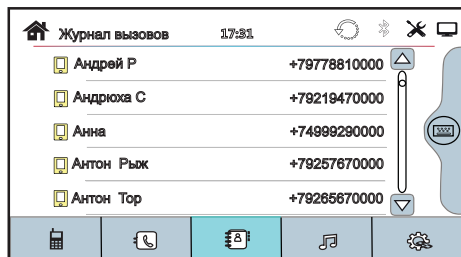 Журнал вызовов 17:31
Андрей Р +79778810000
Андрюха С +79219470000
Анна +74999290000
Антон Рыж +79257670000
Антон Тор +79265670000